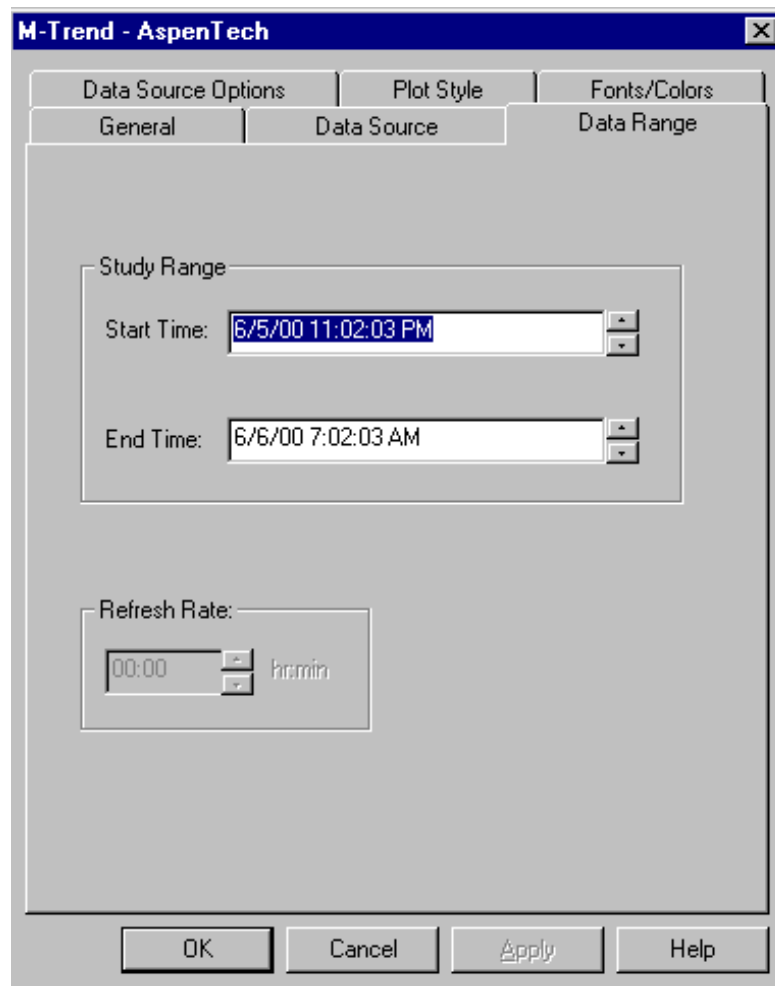 M-Trend - AspenTech
Data Source Options Plot Style Fonts/Colors
General Data Source Data Range
Study Range
Start Time: 6/5/00 11:02:03 PM
End Time: 6/6/00 7:02:03 AM
Refresh Rate:
00:00 hr:min
OK Cancel Apply Help